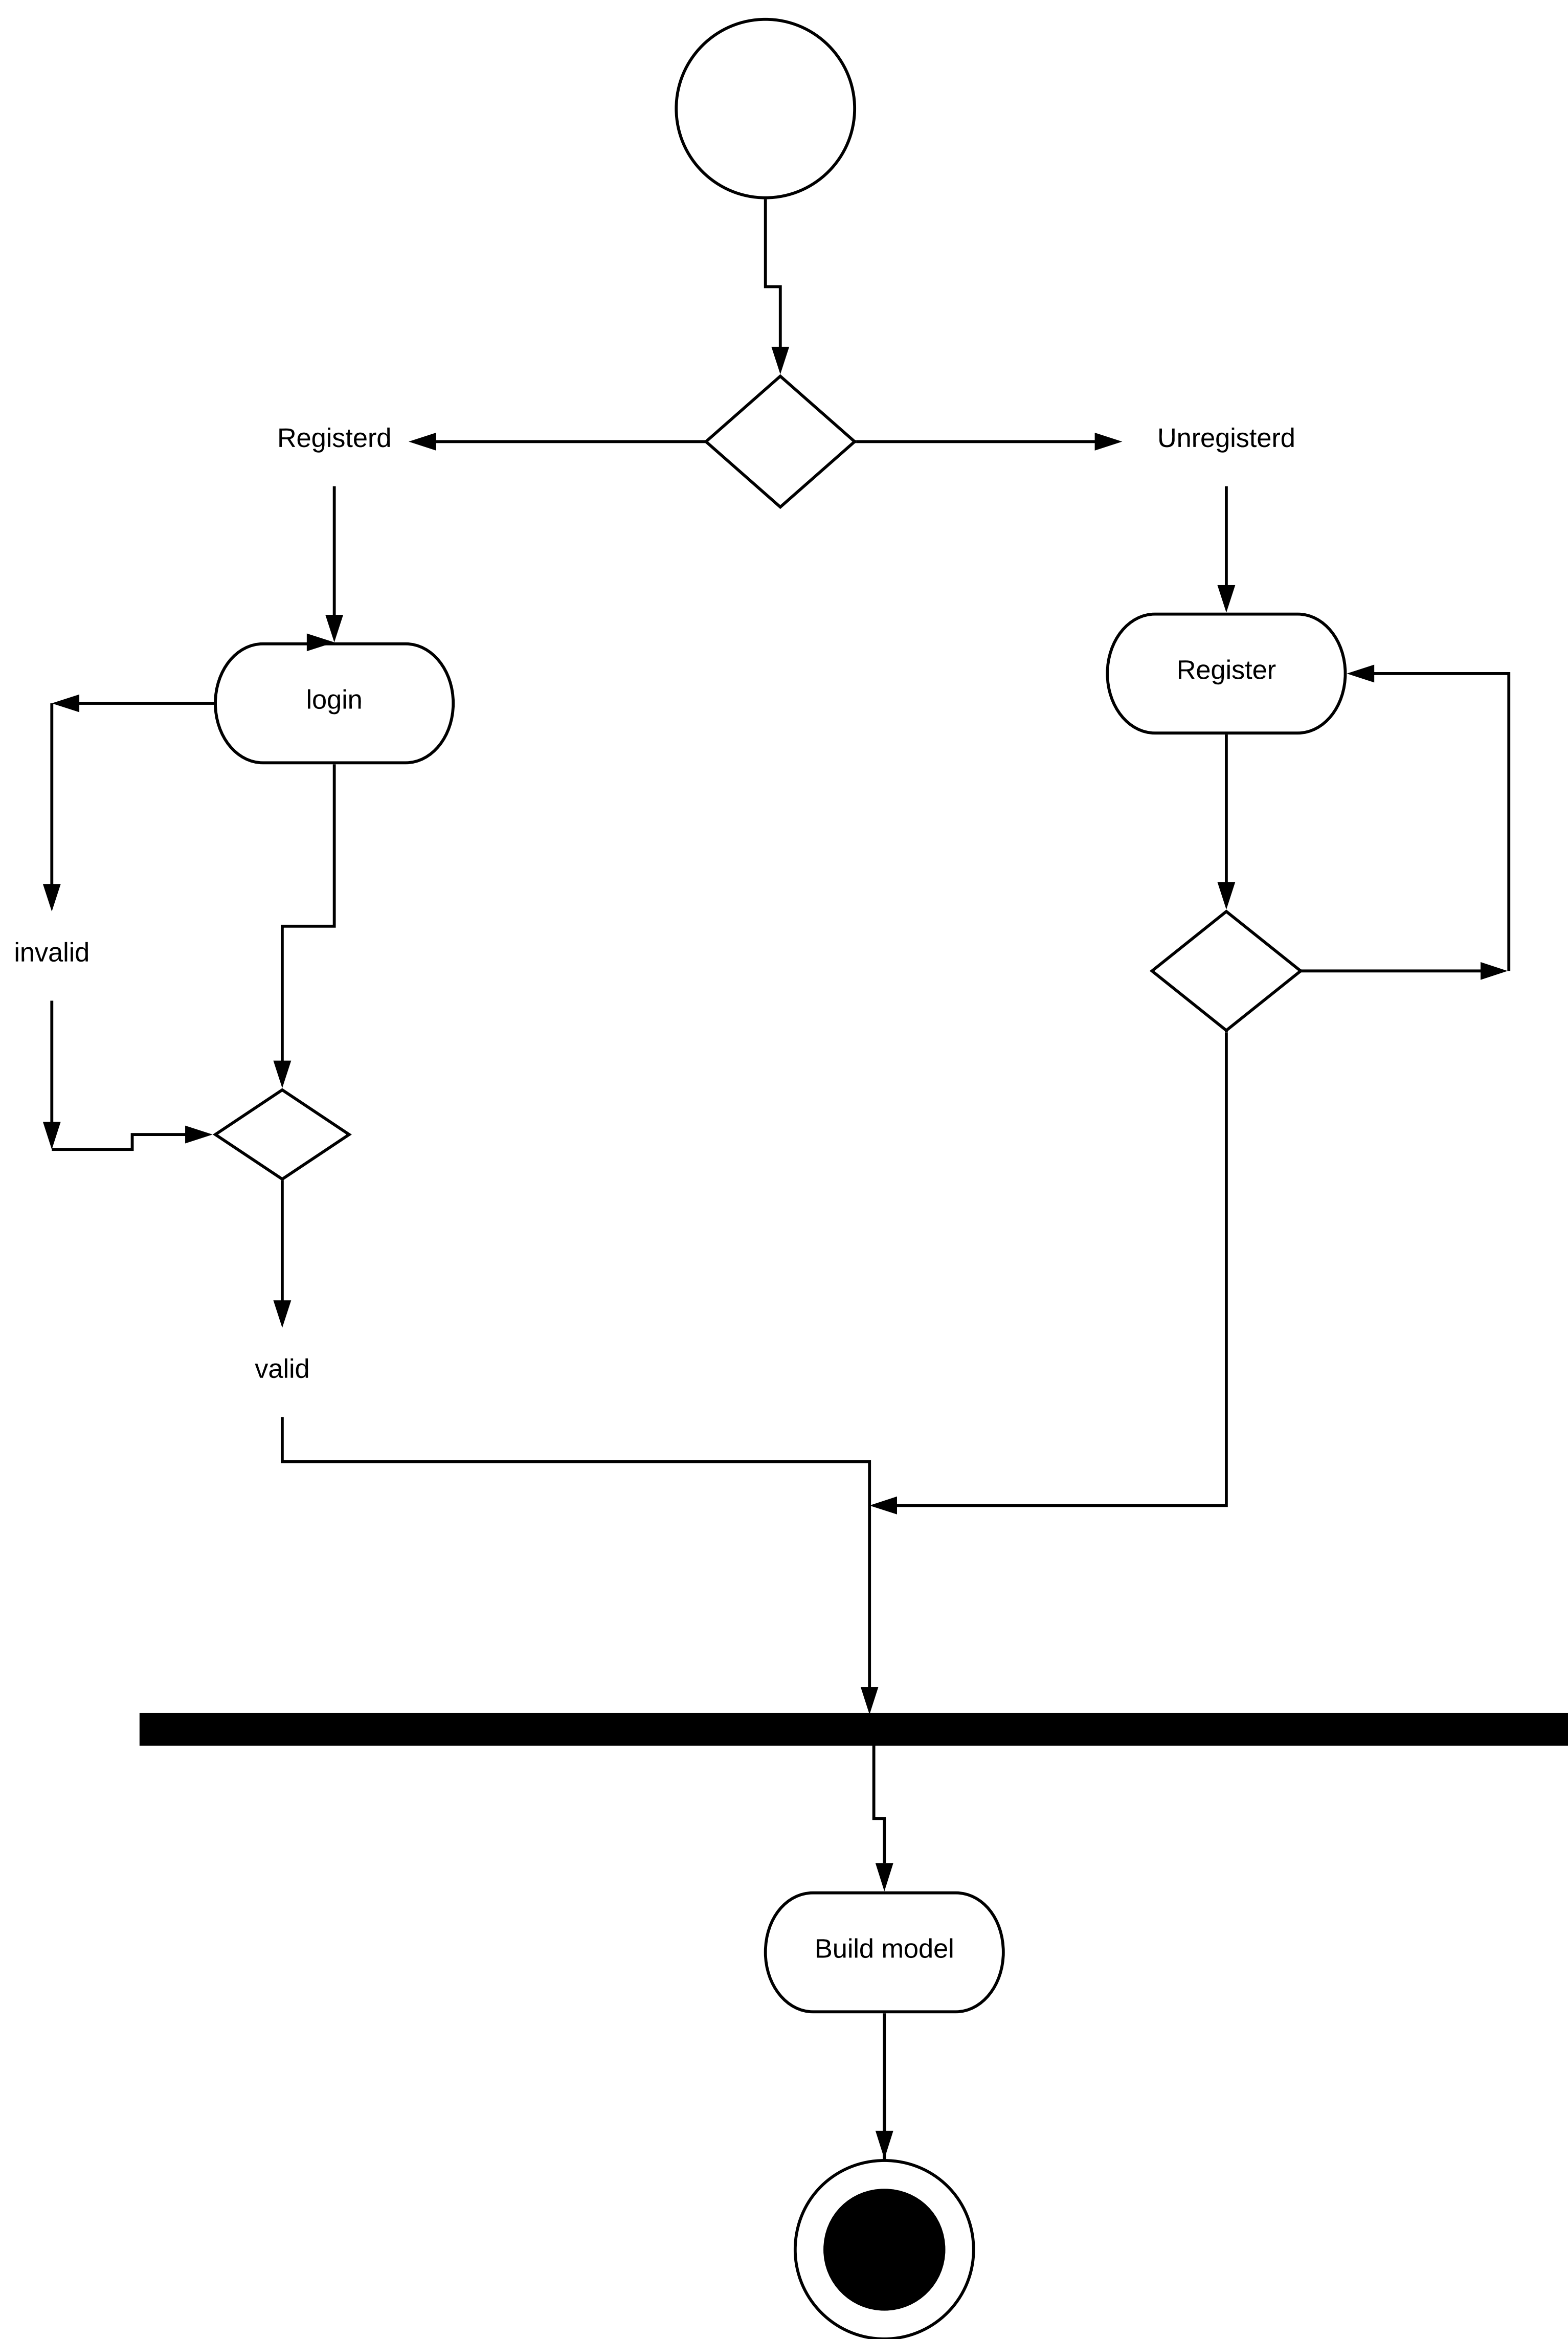 Registerd
Unregisterd
login
Register
invalid
valid
Build model